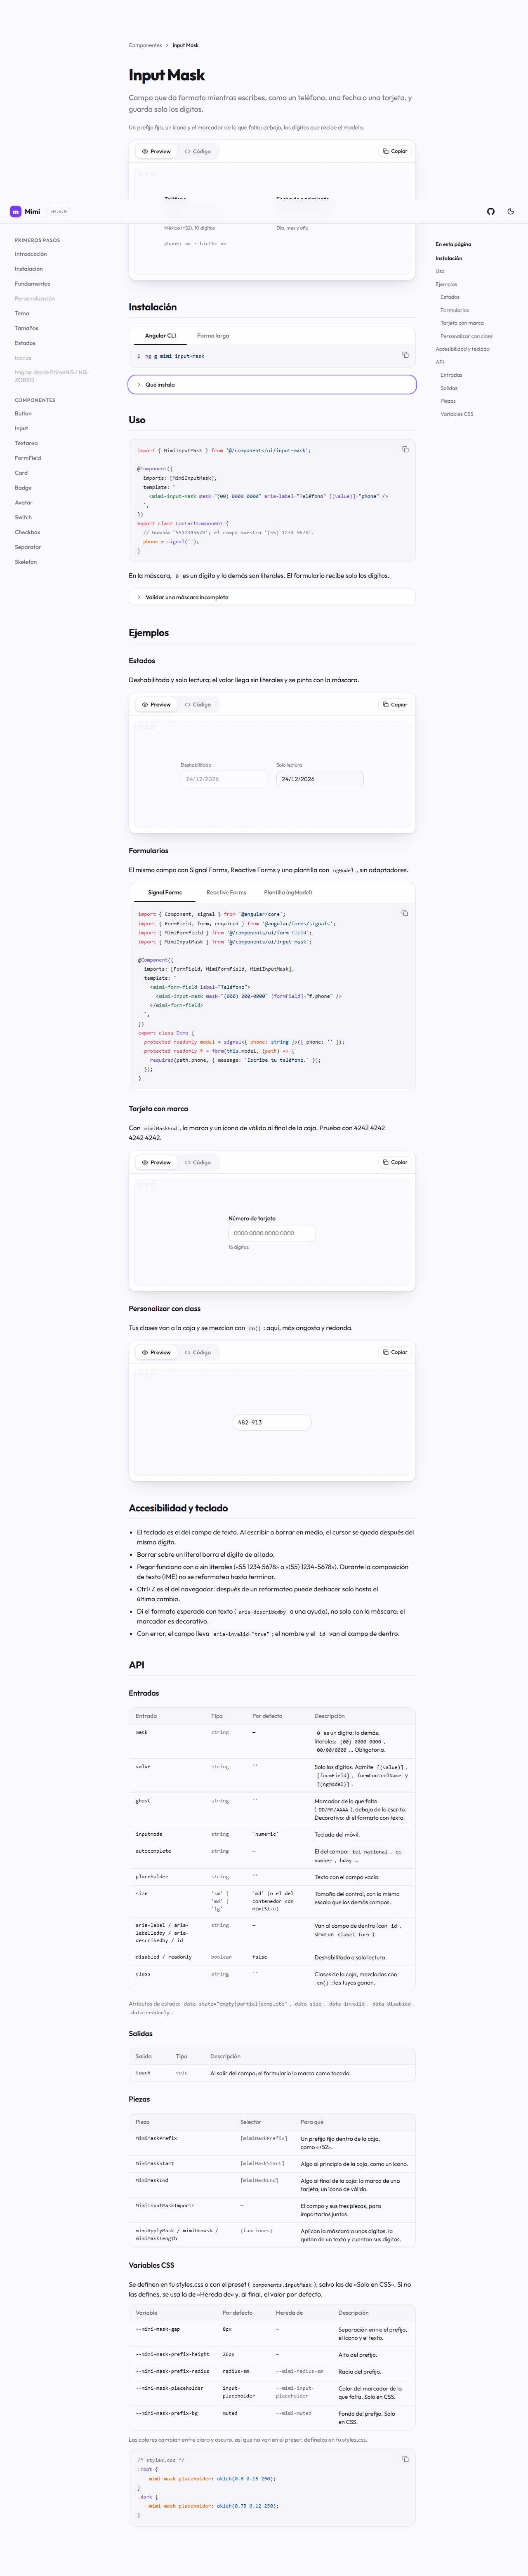 Componentes > Input Mask
Input Mask
Campo que da formato mientras escribes, como un teléfono, una fecha o una tarjeta, y
guarda solo los dígitos.
Un prefijo fijo, un icono y el marcador de lo que falta; debajo, los dígitos que recibe el modelo.
Preview
Código
Copiar
m Mimi v0.6.0
México (+52), 10 dígitos
Día, mes y año
PRIMEROS PASOS
Introducción
Instalación
Fundamentos
Personalización
Tema
Tamaños
Estados
Iconos
Migrar desde PrimeNG / NG-
ZORRO
COMPONENTES
Button
Input
Textarea
FormField
Card
Badge
Avatar
Switch
Checkbox
Separator
Skeleton
En esta página
Instalación
Uso
Ejemplos
Estados
Formularios
Tarjeta con marca
Personalizar con class
Accesibilidad y teclado
API
Entradas
Salidas
Piezas
Variables CSS
Instalación
Angular CLI
Forma larga
$ ng g mimi input-mask
> Qué instala
Uso
import { MimiInputMask } from '@/components/ui/input-mask';
@Component({
imports: [MimiInputMask],
template: `
<mimi-input-mask mask="(00) 0000 0000" aria-label="Teléfono" [(value)]="phone" />
`,
})
export class ContactComponent {
// Guarda '5512345678'; el campo muestra '(55) 1234 5678'.
phone = signal('');
}
En la máscara, 0 es un dígito y lo demás son literales. El formulario recibe solo los dígitos.
> Validar una máscara incompleta
Ejemplos
Estados
Deshabilitado y solo lectura; el valor llega sin literales y se pinta con la máscara.
Preview
Código
Copiar
Deshabilitado
Solo lectura
24/12/2026
24/12/2026
Formularios
El mismo campo con Signal Forms, Reactive Forms y una plantilla con ngModel, sin adaptadores.
Signal Forms
Reactive Forms
Plantilla (ngModel)
import { Component, signal } from '@angular/core';
import { FormField, form, required } from '@angular/forms/signals';
import { MimiFormField } from '@/components/ui/form-field';
import { MimiInputMask } from '@/components/ui/input-mask';
@Component({
imports: [FormField, MimiFormField, MimiInputMask],
template: `
<mimi-form-field label="Teléfono">
<mimi-input-mask mask="(000) 000-0000" [formField]="f.phone" />
</mimi-form-field>
`,
})
export class Demo {
protected readonly model = signal<{ phone: string }>({ phone: '' });
protected readonly f = form(this.model, (path) => {
required(path.phone, { message: 'Escribe tu teléfono.' });
});
}
Tarjeta con marca
Con mimiMaskEnd, la marca y un icono de válido al final de la caja. Prueba con 4242 4242
4242 4242.
Preview
Código
Copiar
Número de tarjeta
0000 0000 0000 0000
16 dígitos
Personalizar con class
Tus clases van a la caja y se mezclan con cn(): aquí, más angosta y redonda.
Preview
Código
Copiar
482-913
Accesibilidad y teclado
• El teclado es el del campo de texto. Al escribir o borrar en medio, el cursor se queda después del
mismo dígito.
• Borrar sobre un literal borra el dígito de al lado.
• Pegar funciona con o sin literales («55 1234 5678» o «(55) 1234-5678»). Durante la composición
de texto (IME) no se reformatea hasta terminar.
• Ctrl+Z es el del navegador: después de un reformateo puede deshacer solo hasta el
último cambio.
• Di el formato esperado con texto (aria-describedby a una ayuda), no solo con la máscara: el
marcador es decorativo.
• Con error, el campo lleva aria-invalid="true"; el nombre y el id van al campo de dentro.
API
Entradas
Entrada Tipo Por defecto Descripción
mask string — 0 es un dígito; lo demás,
literales: (00) 0000 0000,
00/00/0000 … Obligatoria.
value string '' Solo los dígitos. Admite [(value)],
[formField], formControlName y
[(ngModel)].
ghost string '' Marcador de lo que falta
(DD/MM/AAAA), debajo de lo escrito.
Decorativo: di el formato con texto.
inputmode string 'numeric' Teclado del móvil.
autocomplete string — El del campo: tel-national, cc-
number, bday …
placeholder string '' Texto con el campo vacío.
size 'sm' | 'md' | 'lg' 'md' (o el del contenedor con mimiSize) Tamaño del control, con la misma
escala que los demás campos.
aria-label / aria-labelledby / aria-describedby / id string — Van al campo de dentro (con id,
sirve un <label for>).
disabled / readonly boolean false Deshabilitado o solo lectura.
class string '' Clases de la caja, mezcladas con
cn(): las tuyas ganan.
Atributos de estado: data-state="empty|partial|complete", data-size, data-invalid, data-disabled,
data-readonly.
Salidas
Salida Tipo Descripción
touch void Al salir del campo; el formulario lo marca como tocado.
Piezas
Pieza Selector Para qué
MimiMaskPrefix [mimiMaskPrefix] Un prefijo fijo dentro de la caja,
como «+52».
MimiMaskStart [mimiMaskStart] Algo al principio de la caja, como un icono.
MimiMaskEnd [mimiMaskEnd] Algo al final de la caja: la marca de una
tarjeta, un icono de válido.
MimiInputMaskImports — El campo y sus tres piezas, para
importarlos juntos.
mimiApplyMask / mimiUnmask / mimiMaskLength (funciones) Aplican la máscara a unos dígitos, la
quitan de un texto y cuentan sus dígitos.
Variables CSS
Se definen en tu styles.css o con el preset (components.inputMask), salvo las de «Solo en CSS». Si no
las defines, se usa la de «Hereda de» y, al final, el valor por defecto.
Variable Por defecto Hereda de Descripción
--mimi-mask-gap 8px — Separación entre el prefijo,
el icono y el texto.
--mimi-mask-prefix-height 26px — Alto del prefijo.
--mimi-mask-prefix-radius radius-sm --mimi-radius-sm Radio del prefijo.
--mimi-mask-placeholder input-placeholder --mimi-input-placeholder Color del marcador de lo
que falta. Solo en CSS.
--mimi-mask-prefix-bg muted --mimi-muted Fondo del prefijo. Solo
en CSS.
Los colores cambian entre claro y oscuro, así que no van en el preset: defínelos en tu styles.css.
/* styles.css */
:root {
--mimi-mask-placeholder: oklch(0.6 0.15 250);
}
.dark {
--mimi-mask-placeholder: oklch(0.75 0.12 250);
}